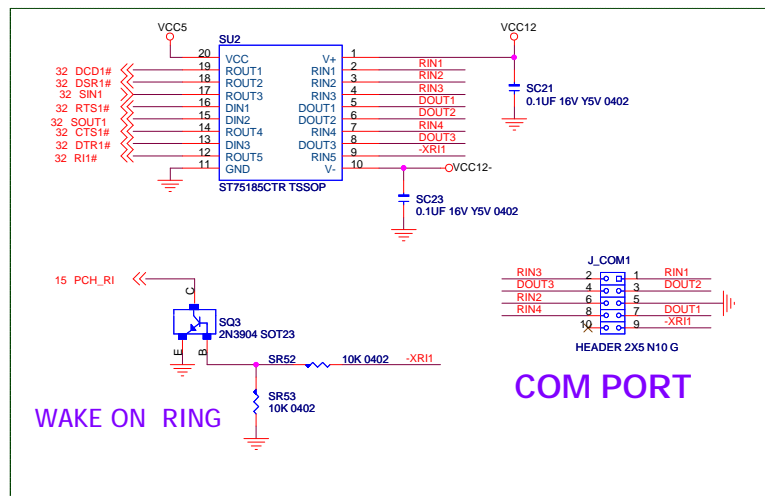 VCC5
VCC12
SU2
20 VCC V+ 1
32 DCD1# 19 ROUT1 RIN1 2 RIN1
32 DSR1# 18 ROUT2 RIN2 3 RIN2
32 SIN1 17 ROUT3 RIN3 4 RIN3
32 RTS1# 16 DIN1 DOUT1 5 DOUT1
32 SOUT1 15 DIN2 DOUT2 6 DOUT2
32 CTS1# 14 ROUT4 RIN4 7 RIN4
32 DTR1# 13 DIN3 DOUT3 8 DOUT3
32 RI1# 12 ROUT5 RIN5 9 -XRI1
11 GND V- 10 VCC12-
ST75185CTR TSSOP
SC21
0.1UF 16V Y5V 0402
SC23
0.1UF 16V Y5V 0402
15 PCH_RI
C
SQ3
2N3904 SOT23
E B
SR52 10K 0402 -XRI1
SR53
10K 0402
WAKE ON RING
J_COM1
RIN3 2 1 RIN1
DOUT3 4 3 DOUT2
RIN2 6 5
RIN4 8 7 DOUT1
10 9 -XRI1
HEADER 2X5 N10 G
COM PORT